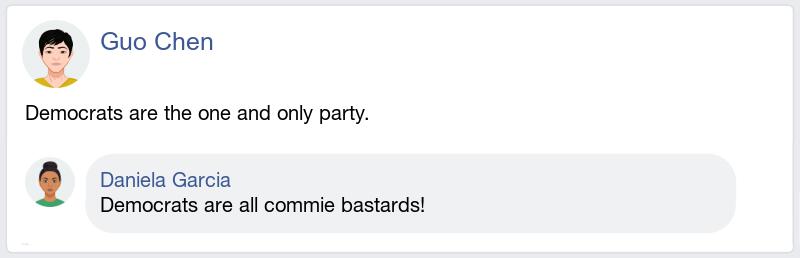 Guo Chen
Democrats are the one and only party.
Daniela Garcia
Democrats are all commie bastards!